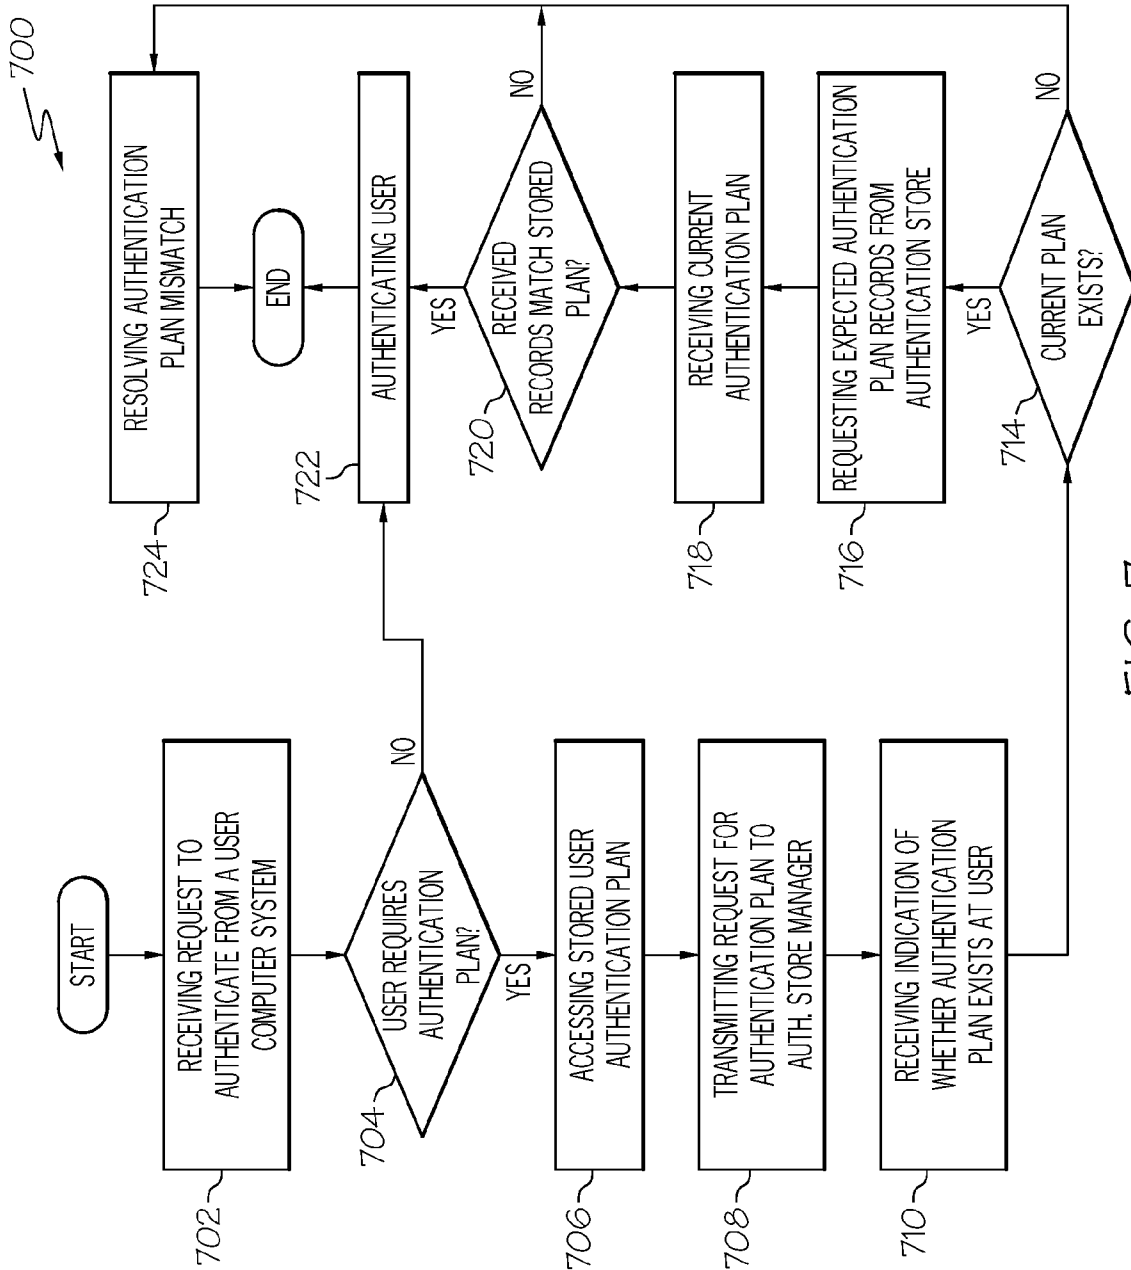 700
START
702
RECEIVING REQUEST TO
AUTHENTICATE FROM A USER
COMPUTER SYSTEM
704
USER REQUIRES
AUTHENTICATION
PLAN?
NO
YES
706
ACCESSING STORED USER
AUTHENTICATION PLAN
708
TRANSMITTING REQUEST FOR
AUTHENTICATION PLAN TO
AUTH. STORE MANAGER
710
RECEIVING INDICATION OF
WHETHER AUTHENTICATION
PLAN EXISTS AT USER
724
RESOLVING AUTHENTICATION
PLAN MISMATCH
END
722
AUTHENTICATING USER
YES
720
RECEIVED
RECORDS MATCH STORED
PLAN?
NO
718
RECEIVING CURRENT
AUTHENTICATION PLAN
716
REQUESTING EXPECTED AUTHENTICATION
PLAN RECORDS FROM
AUTHENTICATION STORE
YES
714
CURRENT PLAN
EXISTS?
NO